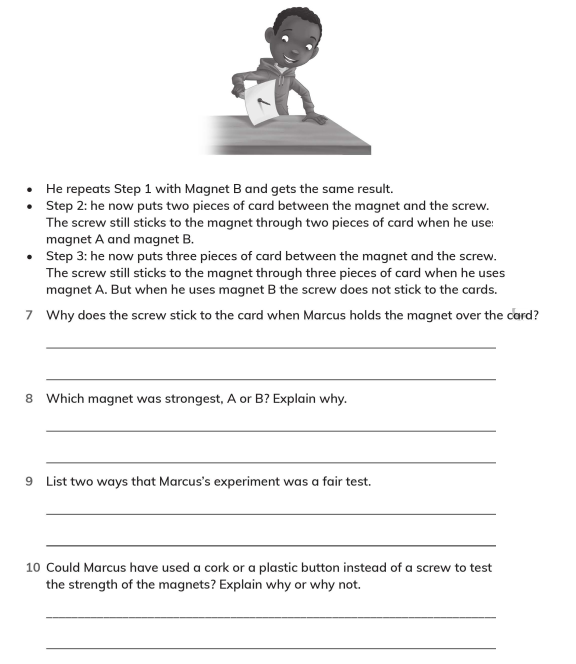 • He repeats Step 1 with Magnet B and gets the same result.
• Step 2: he now puts two pieces of card between the magnet and the screw.
The screw still sticks to the magnet through two pieces of card when he uses
magnet A and magnet B.
• Step 3: he now puts three pieces of card between the magnet and the screw.
The screw still sticks to the magnet through three pieces of card when he uses
magnet A. But when he uses magnet B the screw does not stick to the cards.
7 Why does the screw stick to the card when Marcus holds the magnet over the card?
8 Which magnet was strongest, A or B? Explain why.
9 List two ways that Marcus’s experiment was a fair test.
10 Could Marcus have used a cork or a plastic button instead of a screw to test
the strength of the magnets? Explain why or why not.